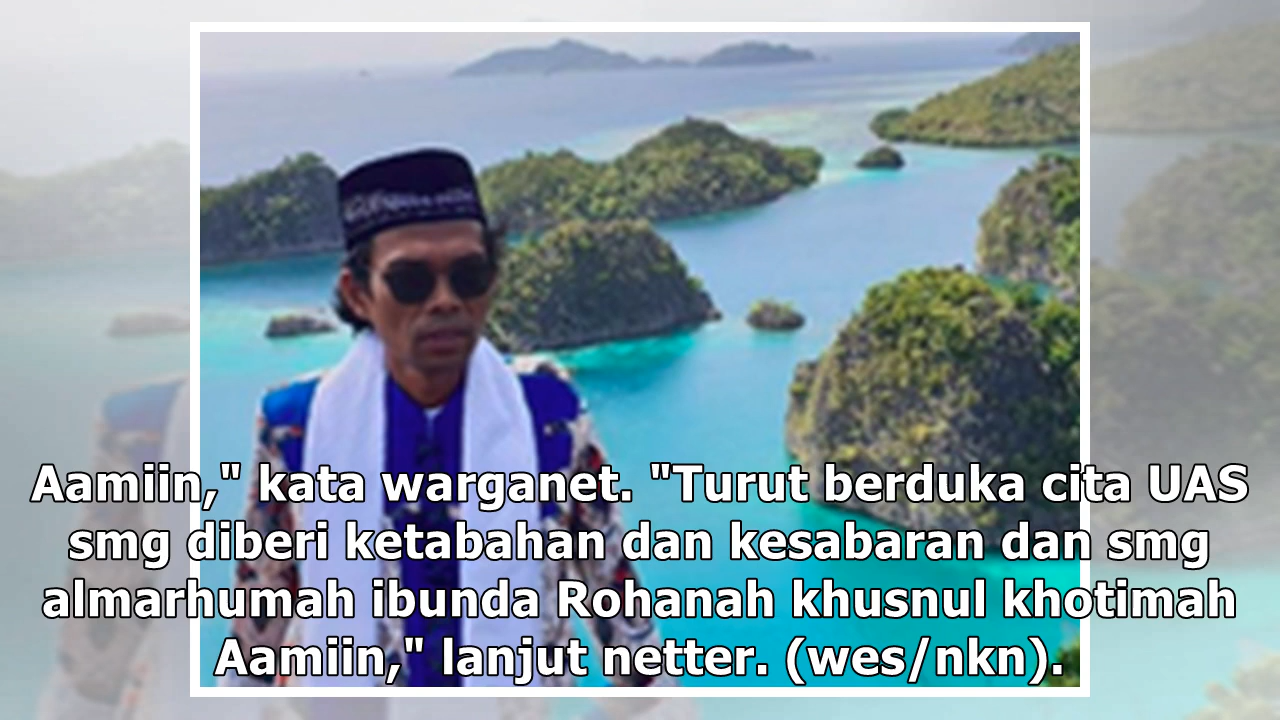 Aamiin," kata warganet. "Turut berduka cita UAS
smg diberi ketabahan dan kesabaran dan smg
almarhumah ibunda Rohanah khusnul khotimah
Aamiin," lanjut netter. (wes/nkn).